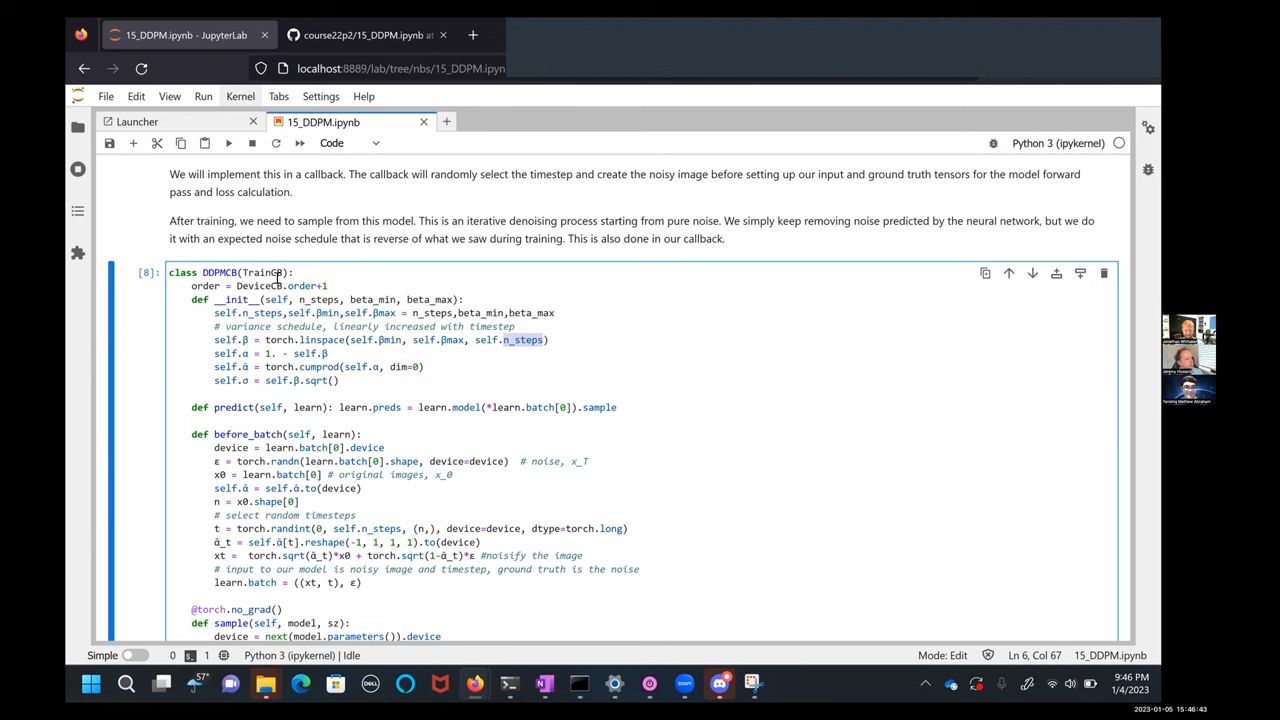 15_DDPM.ipynb - JupyterLab
course22p2/15_DDPM.ipynb at
localhost:8889/lab/tree/nbs/15_DDPM.ipyn
File Edit View Run Kernel Tabs Settings Help
Launcher
15_DDPM.ipynb
Code
Python 3 (ipykernel)
We will implement this in a callback. The callback will randomly select the timestep and create the noisy image before setting up our input and ground truth tensors for the model forward
pass and loss calculation.
After training, we need to sample from this model. This is an iterative denoising process starting from pure noise. We simply keep removing noise predicted by the neural network, but we do
it with an expected noise schedule that is reverse of what we saw during training. This is also done in our callback.
[8]:
class DDPMCB(TrainCB):
order = DeviceCB.order+1
def __init__(self, n_steps, beta_min, beta_max):
self.n_steps,self.βmin,self.βmax = n_steps,beta_min,beta_max
# variance schedule, linearly increased with timestep
self.β = torch.linspace(self.βmin, self.βmax, self.n_steps)
self.α = 1. - self.β
self.ᾱ = torch.cumprod(self.α, dim=0)
self.σ = self.β.sqrt()
def predict(self, learn): learn.preds = learn.model(*learn.batch[0]).sample
def before_batch(self, learn):
device = learn.batch[0].device
ε = torch.randn(learn.batch[0].shape, device=device) # noise, x_T
x0 = learn.batch[0] # original images, x_0
self.ᾱ = self.ᾱ.to(device)
n = x0.shape[0]
# select random timesteps
t = torch.randint(0, self.n_steps, (n,), device=device, dtype=torch.long)
ᾱ_t = self.ᾱ[t].reshape(-1, 1, 1, 1).to(device)
xt = torch.sqrt(ᾱ_t)*x0 + torch.sqrt(1-ᾱ_t)*ε #noisify the image
# input to our model is noisy image and timestep, ground truth is the noise
learn.batch = ((xt, t), ε)
@torch.no_grad()
def sample(self, model, sz):
device = next(model.parameters()).device
Jonathan Whitaker
Jeremy Howard
Tanishq Mathew Abraham
Simple 0 1 Python 3 (ipykernel) | Idle
Mode: Edit Ln 6, Col 67 15_DDPM.ipynb
57°
DELL
9:46 PM
1/4/2023
2023-01-05 15:46:43